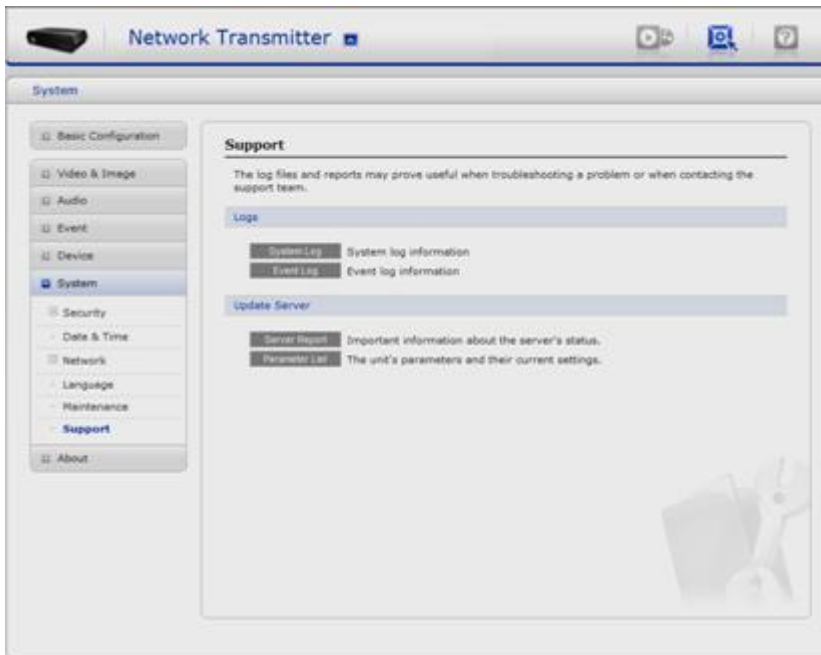 Network Transmitter
System
Basic Configuration
Video & Image
Audio
Event
Device
System
Security
Date & Time
Network
Language
Maintenance
Support
About
Support
The log files and reports may prove useful when troubleshooting a problem or when contacting the
support team.
Logs
System Log System log information
Event Log Event log information
Update Server
Server Report Important information about the server's status.
Parameter List The unit's parameters and their current settings.